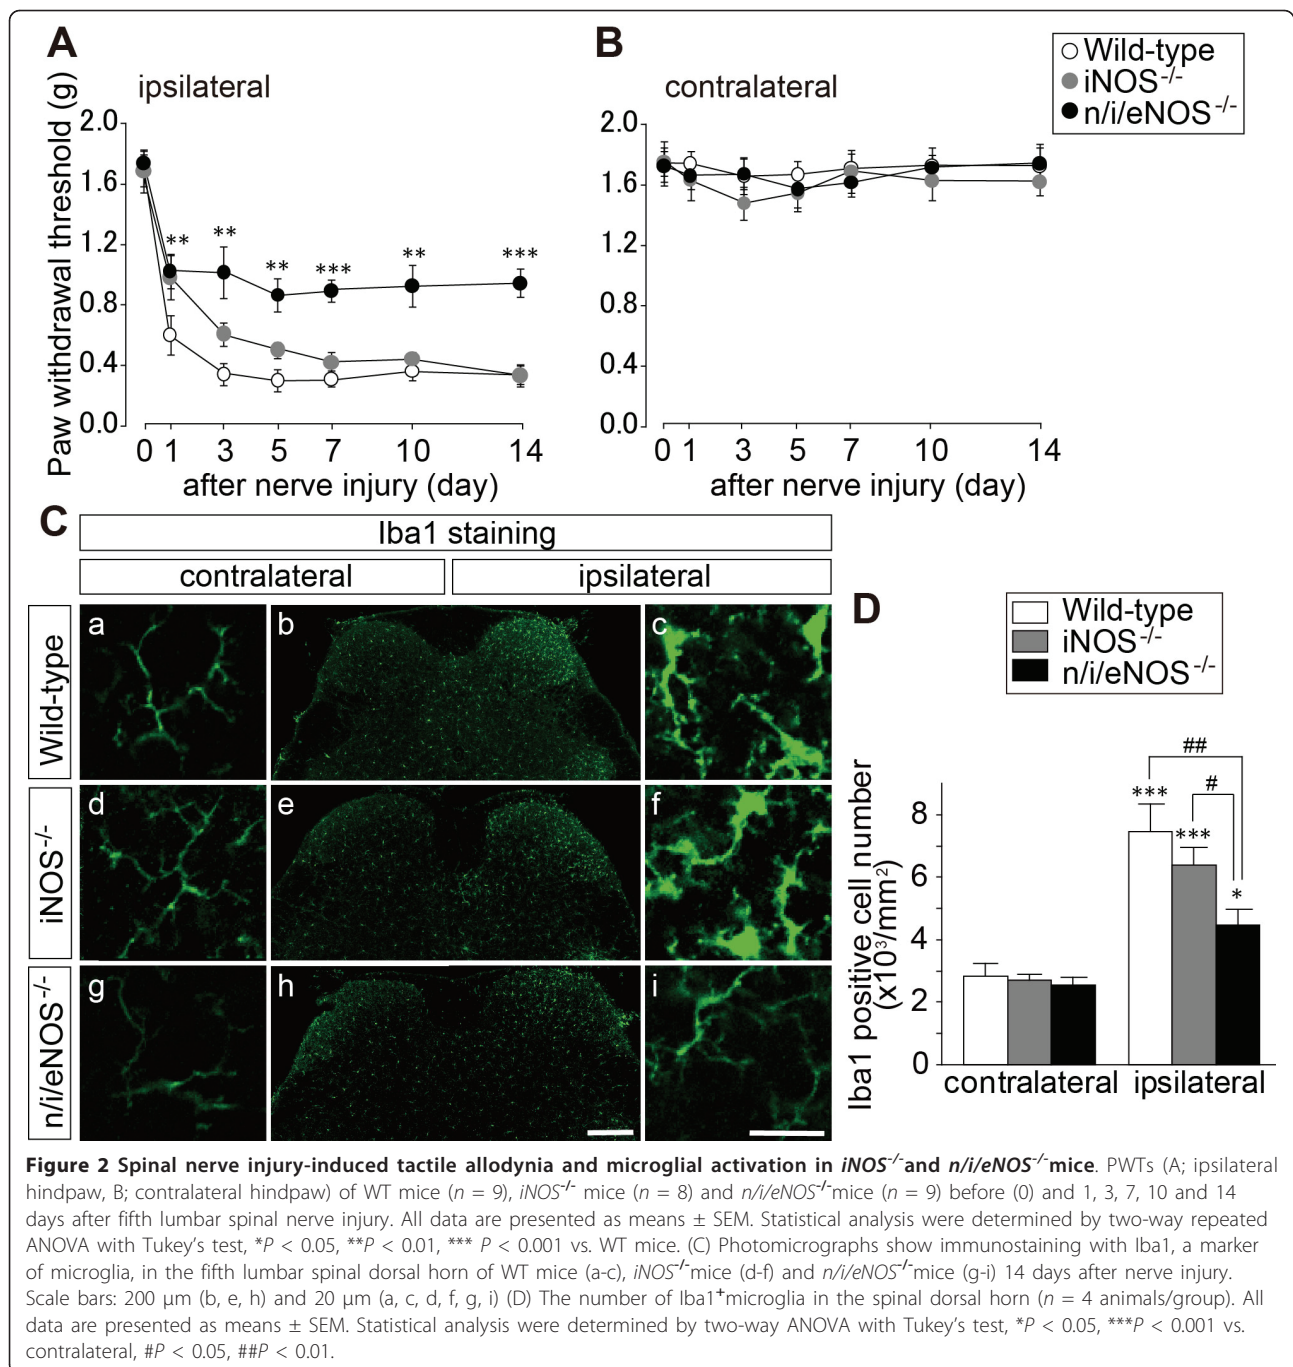 A
B
Wild-type
iNOS-/-
n/i/eNOS-/-
ipsilateral
contralateral
Paw withdrawal threshold (g)
2.0
1.6
1.2
0.8
0.4
0.0
** ** ** *** ** ***
0 1 3 5 7 10 14
after nerve injury (day)
2.0
1.6
1.2
0.8
0.4
0.0
0 1 3 5 7 10 14
after nerve injury (day)
C
Iba1 staining
contralateral
ipsilateral
Wild-type
a
b
c
iNOS-/-
d
e
f
n/i/eNOS-/-
g
h
i
D
Wild-type
iNOS-/-
n/i/eNOS-/-
Iba1 positive cell number
(x10³/mm²)
8
6
4
2
0
##
#
***
***
*
contralateral
ipsilateral
Figure 2 Spinal nerve injury-induced tactile allodynia and microglial activation in iNOS-/-and n/i/eNOS-/-mice. PWTs (A; ipsilateral
hindpaw, B; contralateral hindpaw) of WT mice (n = 9), iNOS-/- mice (n = 8) and n/i/eNOS-/-mice (n = 9) before (0) and 1, 3, 7, 10 and 14
days after fifth lumbar spinal nerve injury. All data are presented as means ± SEM. Statistical analysis were determined by two-way repeated
ANOVA with Tukey's test, *P < 0.05, **P < 0.01, *** P < 0.001 vs. WT mice. (C) Photomicrographs show immunostaining with Iba1, a marker
of microglia, in the fifth lumbar spinal dorsal horn of WT mice (a-c), iNOS-/-mice (d-f) and n/i/eNOS-/-mice (g-i) 14 days after nerve injury.
Scale bars: 200 μm (b, e, h) and 20 μm (a, c, d, f, g, i) (D) The number of Iba1+microglia in the spinal dorsal horn (n = 4 animals/group). All
data are presented as means ± SEM. Statistical analysis were determined by two-way ANOVA with Tukey's test, *P < 0.05, ***P < 0.001 vs.
contralateral, #P < 0.05, ##P < 0.01.